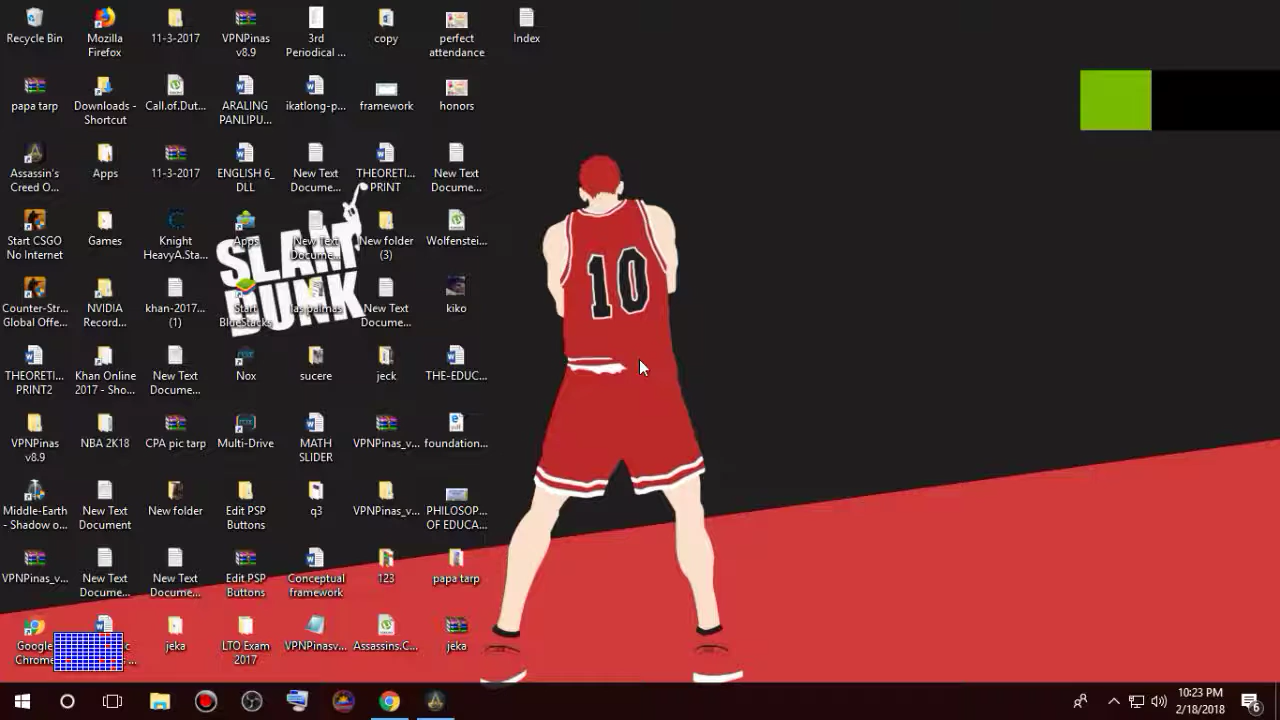 Recycle Bin
Mozilla
Firefox
11-3-2017
VPNPinas
v8.9
3rd
Periodical ...
copy
perfect
attendance
Index
papa tarp
Downloads -
Shortcut
Call.of.Dut...
ARALING
PANLIPU...
ikatlong-p...
framework
honors
Assassin's
Creed O...
Apps
11-3-2017
ENGLISH 6_
DLL
New Text
Docume...
THEORETI...
PRINT
New Text
Docume...
Start CSGO
No Internet
Games
Knight
HeavyA.Sta...
Apps
New Text
Docume...
New folder
(3)
Wolfenstei...
SLAM
DUNK
Counter-Str...
Global Offe...
NVIDIA
Record...
khan-2017...
(1)
Start
BlueStacks
las palmas
New Text
Docume...
kiko
10
THEORETI...
PRINT2
Khan Online
2017 - Sho...
New Text
Docume...
Nox
sucere
jeck
THE-EDUC...
VPNPinas
v8.9
NBA 2K18
CPA pic tarp
Multi-Drive
MATH
SLIDER
VPNPinas_v...
foundation...
Middle-Earth
- Shadow o...
New Text
Document
New folder
Edit PSP
Buttons
q3
VPNPinas_v...
PHILOSOP...
OF EDUCA...
VPNPinas_v...
New Text
Docume...
New Text
Docume...
Edit PSP
Buttons
Conceptual
framework
123
papa tarp
Google
Chrome
jeka
LTO Exam
2017
VPNPinasv...
Assassins.C...
jeka
10:23 PM
2/18/2018
6